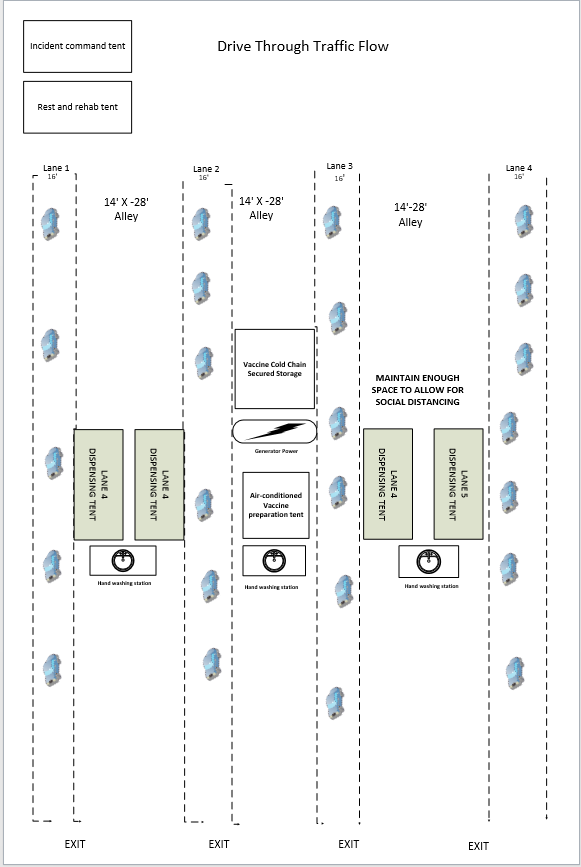 Incident command tent
Drive Through Traffic Flow
Rest and rehab tent
Lane 1
16'
Lane 2
16'
Lane 3
16'
Lane 4
16'
14' X -28'
Alley
14' X -28'
Alley
14'-28'
Alley
Vaccine Cold Chain
Secured Storage
MAINTAIN ENOUGH
SPACE TO ALLOW FOR
SOCIAL DISTANCING
Generator Power
LANE 4
DISPENSING TENT
LANE 4
DISPENSING TENT
Air-conditioned
Vaccine
preparation tent
LANE 4
DISPENSING TENT
LANE 5
DISPENSING TENT
Hand washing station
Hand washing station
Hand washing station
EXIT
EXIT
EXIT
EXIT